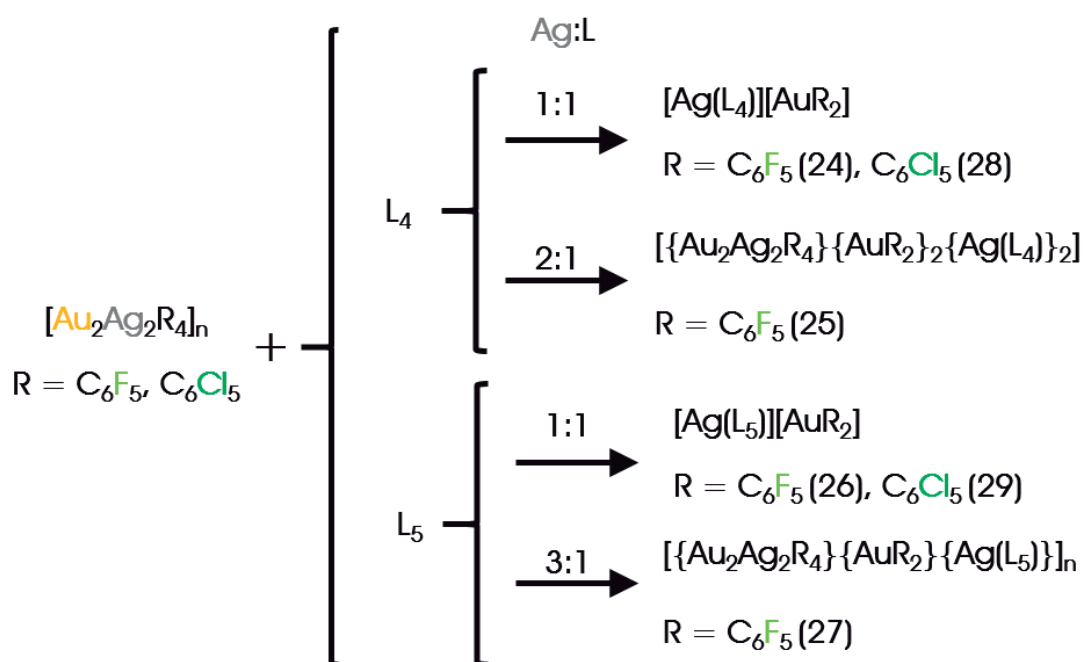 Ag:L
1:1
[Ag(L₄)][AuR₂]
R = C₆F₅ (24), C₆Cl₅ (28)
L₄
2:1
[{Au₂Ag₂R₄}{AuR₂}₂{Ag(L₄)}₂]
R = C₆F₅ (25)
[Au₂Ag₂R₄]ₙ
+
R = C₆F₅, C₆Cl₅
1:1
[Ag(L₅)][AuR₂]
R = C₆F₅ (26), C₆Cl₅ (29)
L₅
3:1
[{Au₂Ag₂R₄}{AuR₂}{Ag(L₅)}]ₙ
R = C₆F₅ (27)